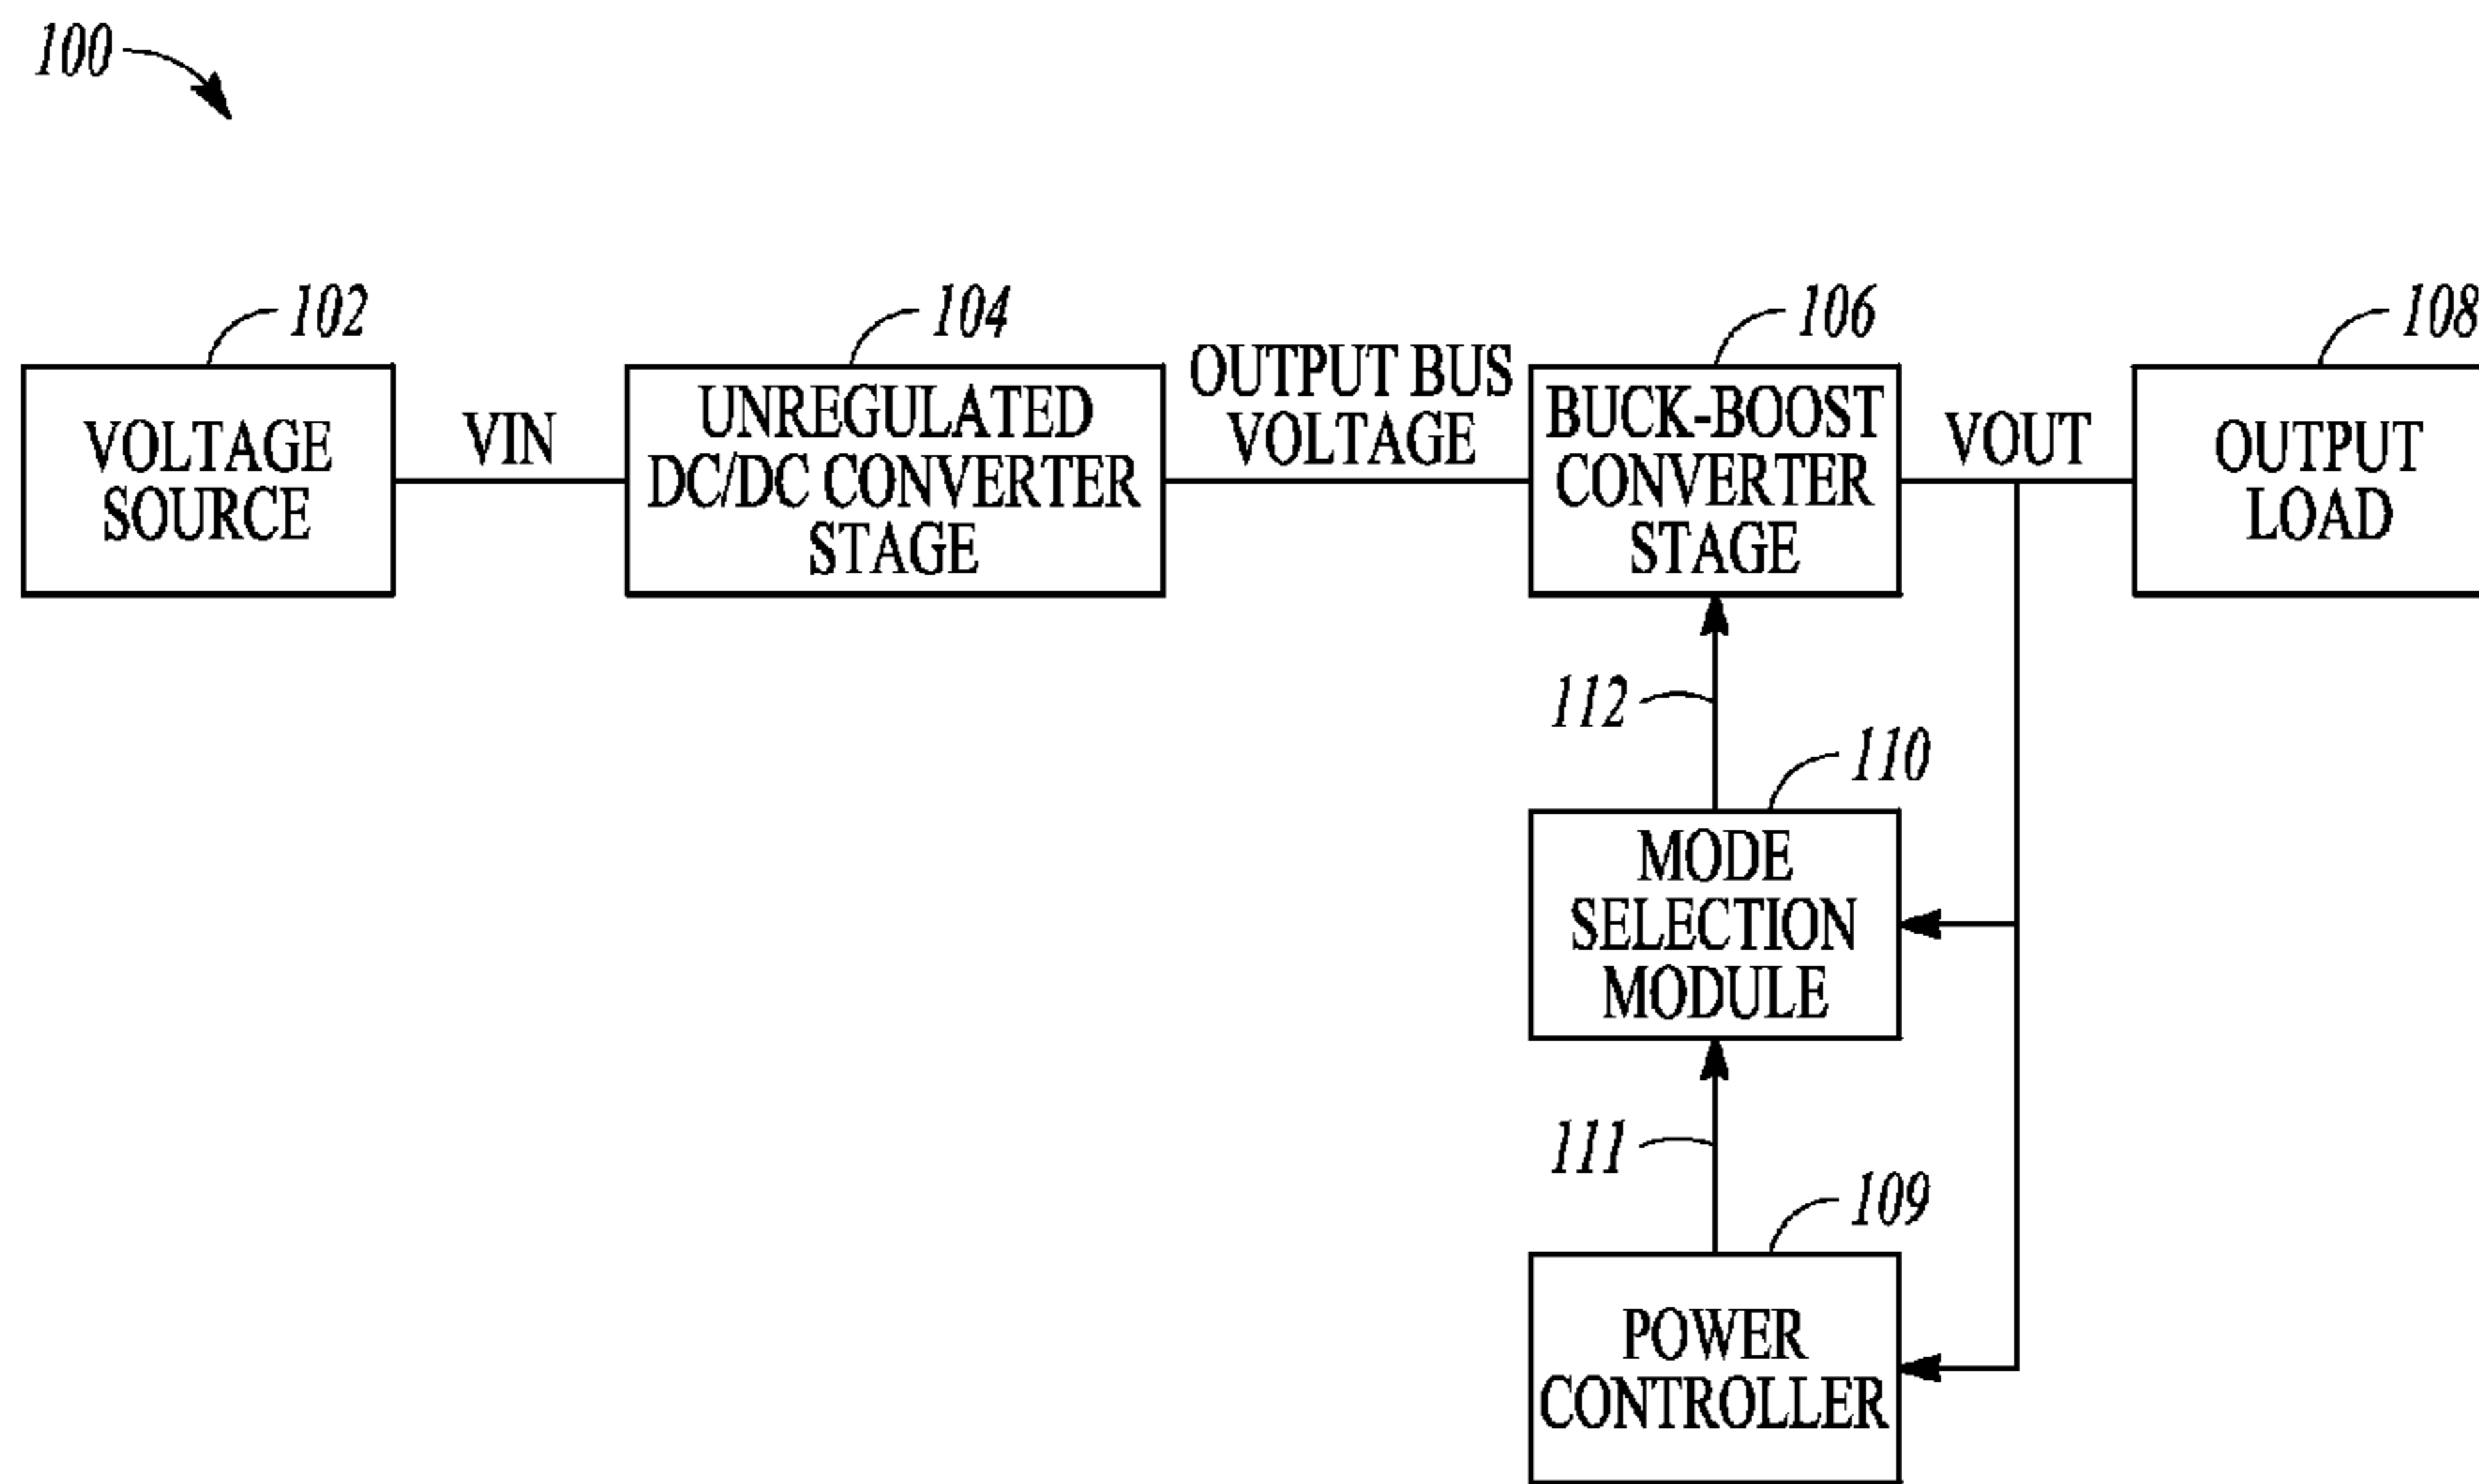 100
102
104
106
108
VOLTAGE
SOURCE
VIN
UNREGULATED
DC/DC CONVERTER
STAGE
OUTPUT BUS
VOLTAGE
BUCK-BOOST
CONVERTER
STAGE
VOUT
OUTPUT
LOAD
112
110
MODE
SELECTION
MODULE
111
109
POWER
CONTROLLER